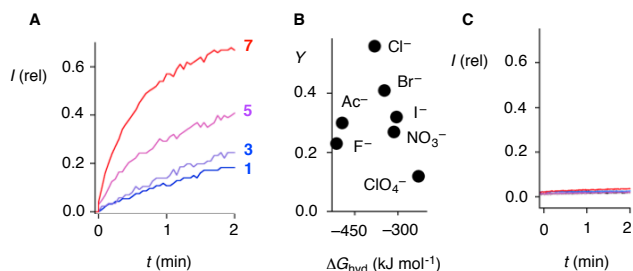 A
I (rel)
0.6
0.4
0.2
0.0
7
5
3
1
0
1
2
t (min)
B
Y
0.4
0.2
0
Cl⁻
Br⁻
Ac⁻
I⁻
F⁻
NO₃⁻
ClO₄⁻
−450
−300
ΔG_hyd (kJ mol⁻¹)
C
I (rel)
0.6
0.4
0.2
0.0
0
1
2
t (min)